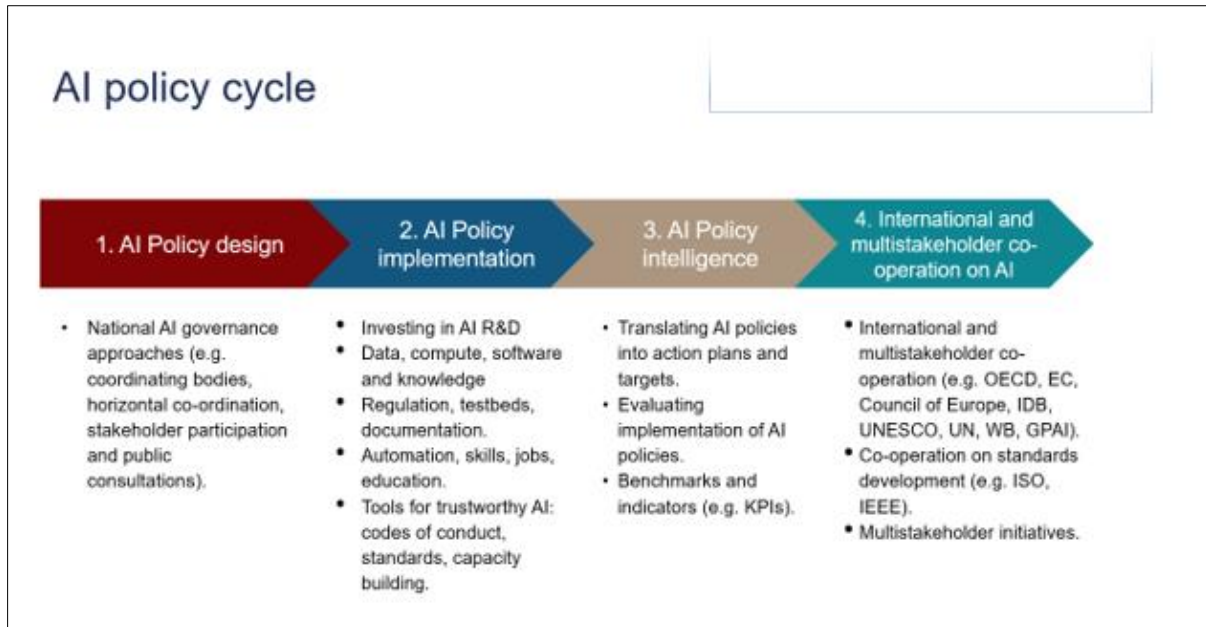 AI policy cycle
1. AI Policy design
2. AI Policy
implementation
3. AI Policy
intelligence
4. International and
multistakeholder co-
operation on AI
• National AI governance
approaches (e.g.
coordinating bodies,
horizontal co-ordination,
stakeholder participation
and public
consultations).
• Investing in AI R&D
• Data, compute, software
and knowledge
• Regulation, testbeds,
documentation.
• Automation, skills, jobs,
education.
• Tools for trustworthy AI:
codes of conduct,
standards, capacity
building.
• Translating AI policies
into action plans and
targets.
• Evaluating
implementation of AI
policies.
• Benchmarks and
indicators (e.g. KPIs).
• International and
multistakeholder co-
operation (e.g. OECD, EC,
Council of Europe, IDB,
UNESCO, UN, WB, GPAI).
• Co-operation on standards
development (e.g. ISO,
IEEE).
• Multistakeholder initiatives.